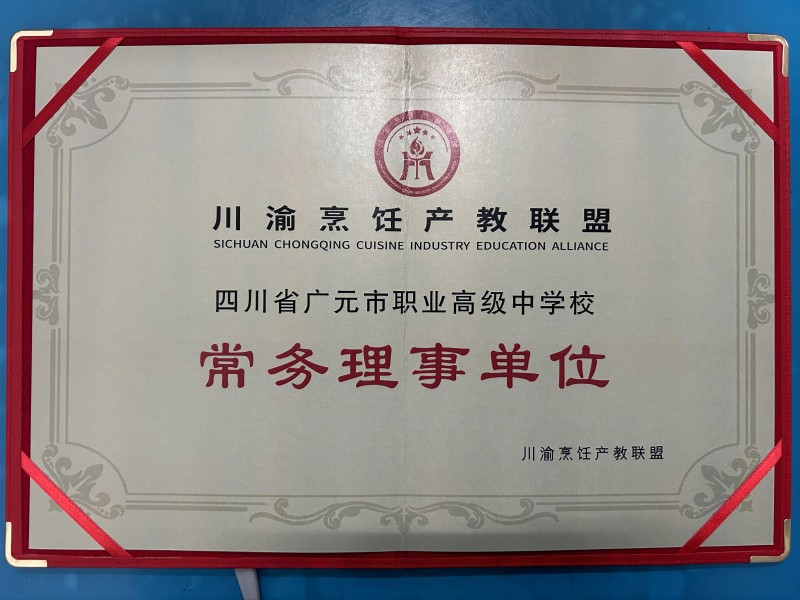 川渝烹饪产教联盟
SICHUAN CHONGQING CUISINE INDUSTRY EDUCATION ALLIANCE
四川省广元市职业高级中学校
常务理事单位
川渝烹饪产教联盟